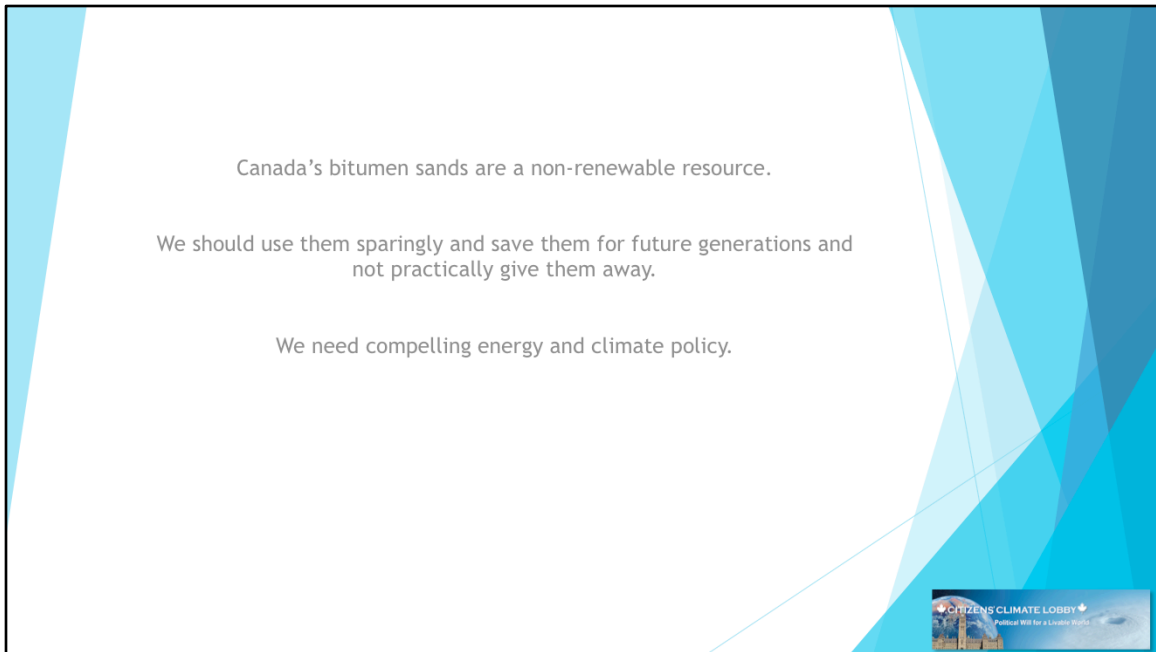 Canada’s bitumen sands are a non-renewable resource.
We should use them sparingly and save them for future generations and
not practically give them away.
We need compelling energy and climate policy.
CITIZENS’ CLIMATE LOBBY
Political Will for a Livable World